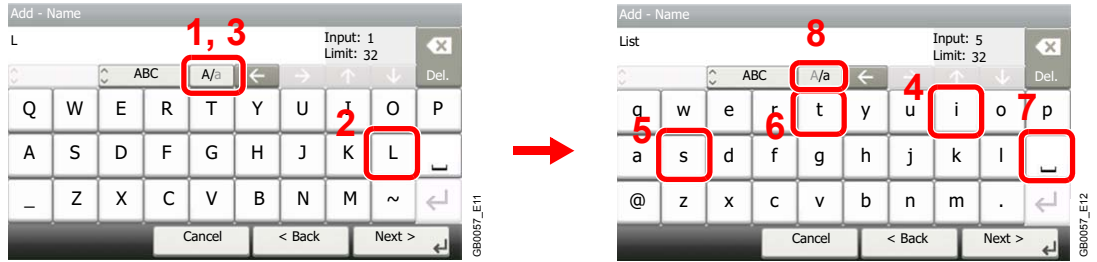 Add - Name
L
1, 3
Input: 1
Limit: 32
ABC
A/a
Del.
Q W E R T Y U I O P
2
A S D F G H J K L
_ Z X C V B N M ~
Cancel
< Back
Next >
GB0057_E11
Add - Name
List
8
Input: 5
Limit: 32
ABC
A/a
Del.
4
q w e r t y u i o p
5
6
7
a s d f g h j k l
@ z x c v b n m .
Cancel
< Back
Next >
GB0057_E12